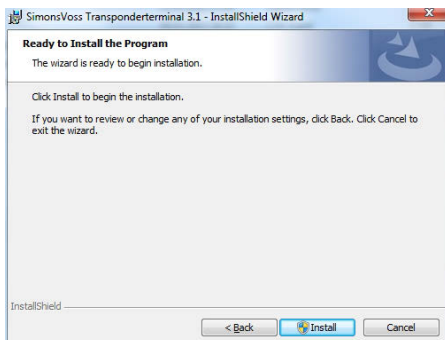 SimonsVoss Transponderterminal 3.1 - InstallShield Wizard
Ready to Install the Program
The wizard is ready to begin installation.
Click Install to begin the installation.
If you want to review or change any of your installation settings, click Back. Click Cancel to
exit the wizard.
InstallShield
< Back
Install
Cancel